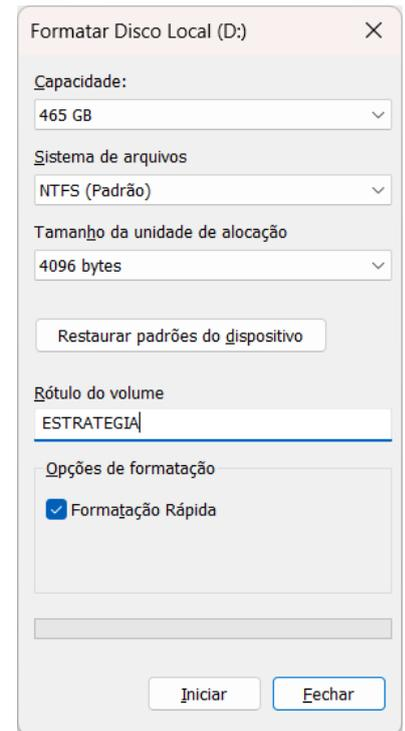 Formatar Disco Local (D:)
Capacidade:
465 GB
Sistema de arquivos
NTFS (Padrão)
Tamanho da unidade de alocação
4096 bytes
Restaurar padrões do dispositivo
Rótulo do volume
ESTRATEGIA
Opções de formatação
Formatação Rápida
Iniciar Fechar